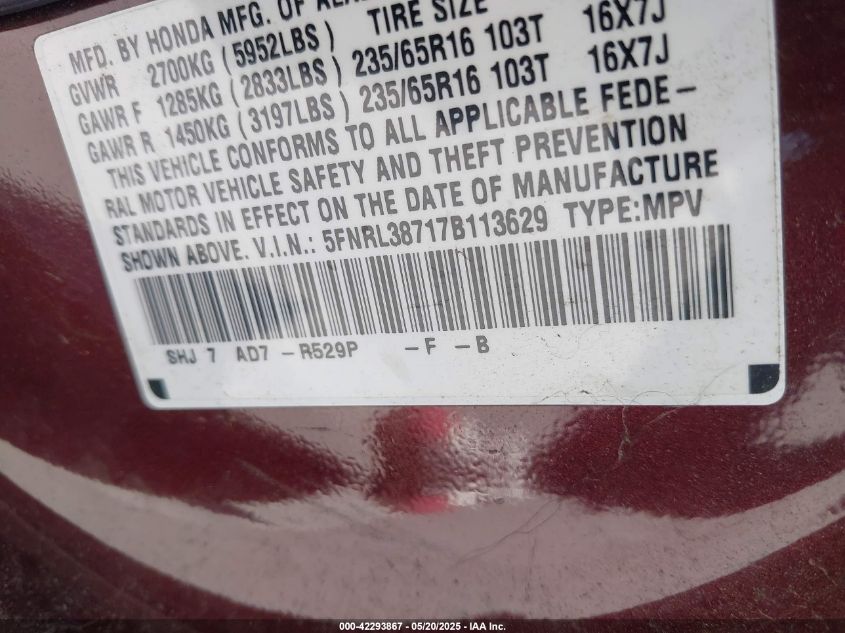 MFD. BY HONDA MFG. OF
TIRE SIZE
GVWR 2700KG (5952LBS)
GAWR F 1285KG (2833LBS) 235/65R16 103T 16X7J
GAWR R 1450KG (3197LBS) 235/65R16 103T 16X7J
THIS VEHICLE CONFORMS TO ALL APPLICABLE FEDE-
RAL MOTOR VEHICLE SAFETY AND THEFT PREVENTION
STANDARDS IN EFFECT ON THE DATE OF MANUFACTURE
SHOWN ABOVE. V.I.N.: 5FNRL38717B113629 TYPE:MPV
SHJ 7 AD7 -R529P -F -B
000-42293867 - 05/20/2025 - IAA Inc.